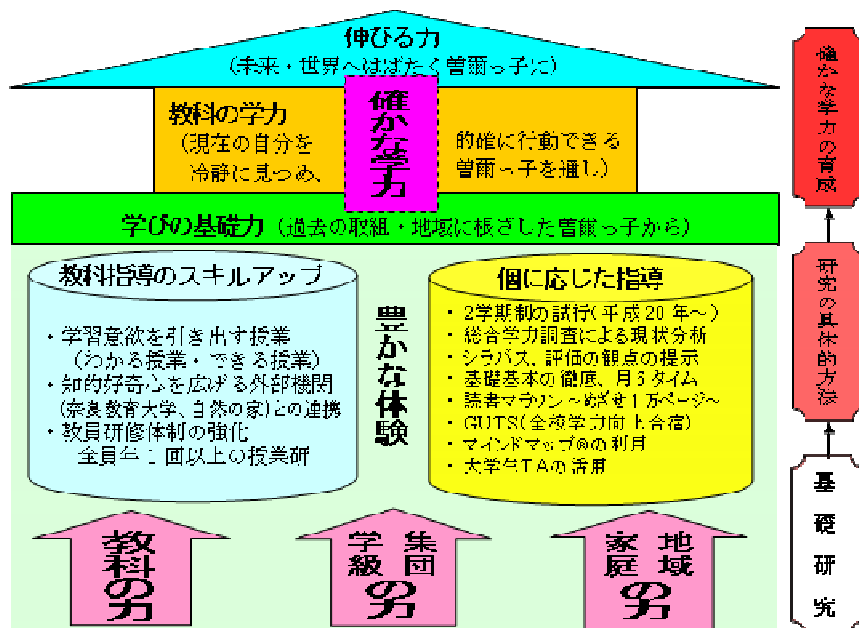 伸びる力
(未来・世界へはばたく曽爾っ子に)
教科の学力
(現在の自分を
冷静に見つめ、
確かな学力
的確に行動できる
曽爾っ子を通し)
学びの基礎力(過去の取組・地域に根ざした曽爾っ子から)
教科指導のスキルアップ
・学習意欲を引き出す授業
(わかる授業・できる授業)
・知的好奇心を広げる外部機関
(奈良教育大学、自然の家)との連携
・教員研修体制の強化
全員年1回以上の授業研
豊かな体験
個に応じた指導
・2学期制の試行(平成20年~)
・総合学力調査による現状分析
・シラバス、評価の観点の提示
・基礎基本の徹底、月5タイム
・読書マラソン~めざせ1万ページ~
・GUTS(全校学力向上合宿)
・マインドマップ®の利用
・大学生TAの活用
教科の力
学級集団の力
家庭地域の力
確かな学力の育成
研究の具体的方法
基礎研究